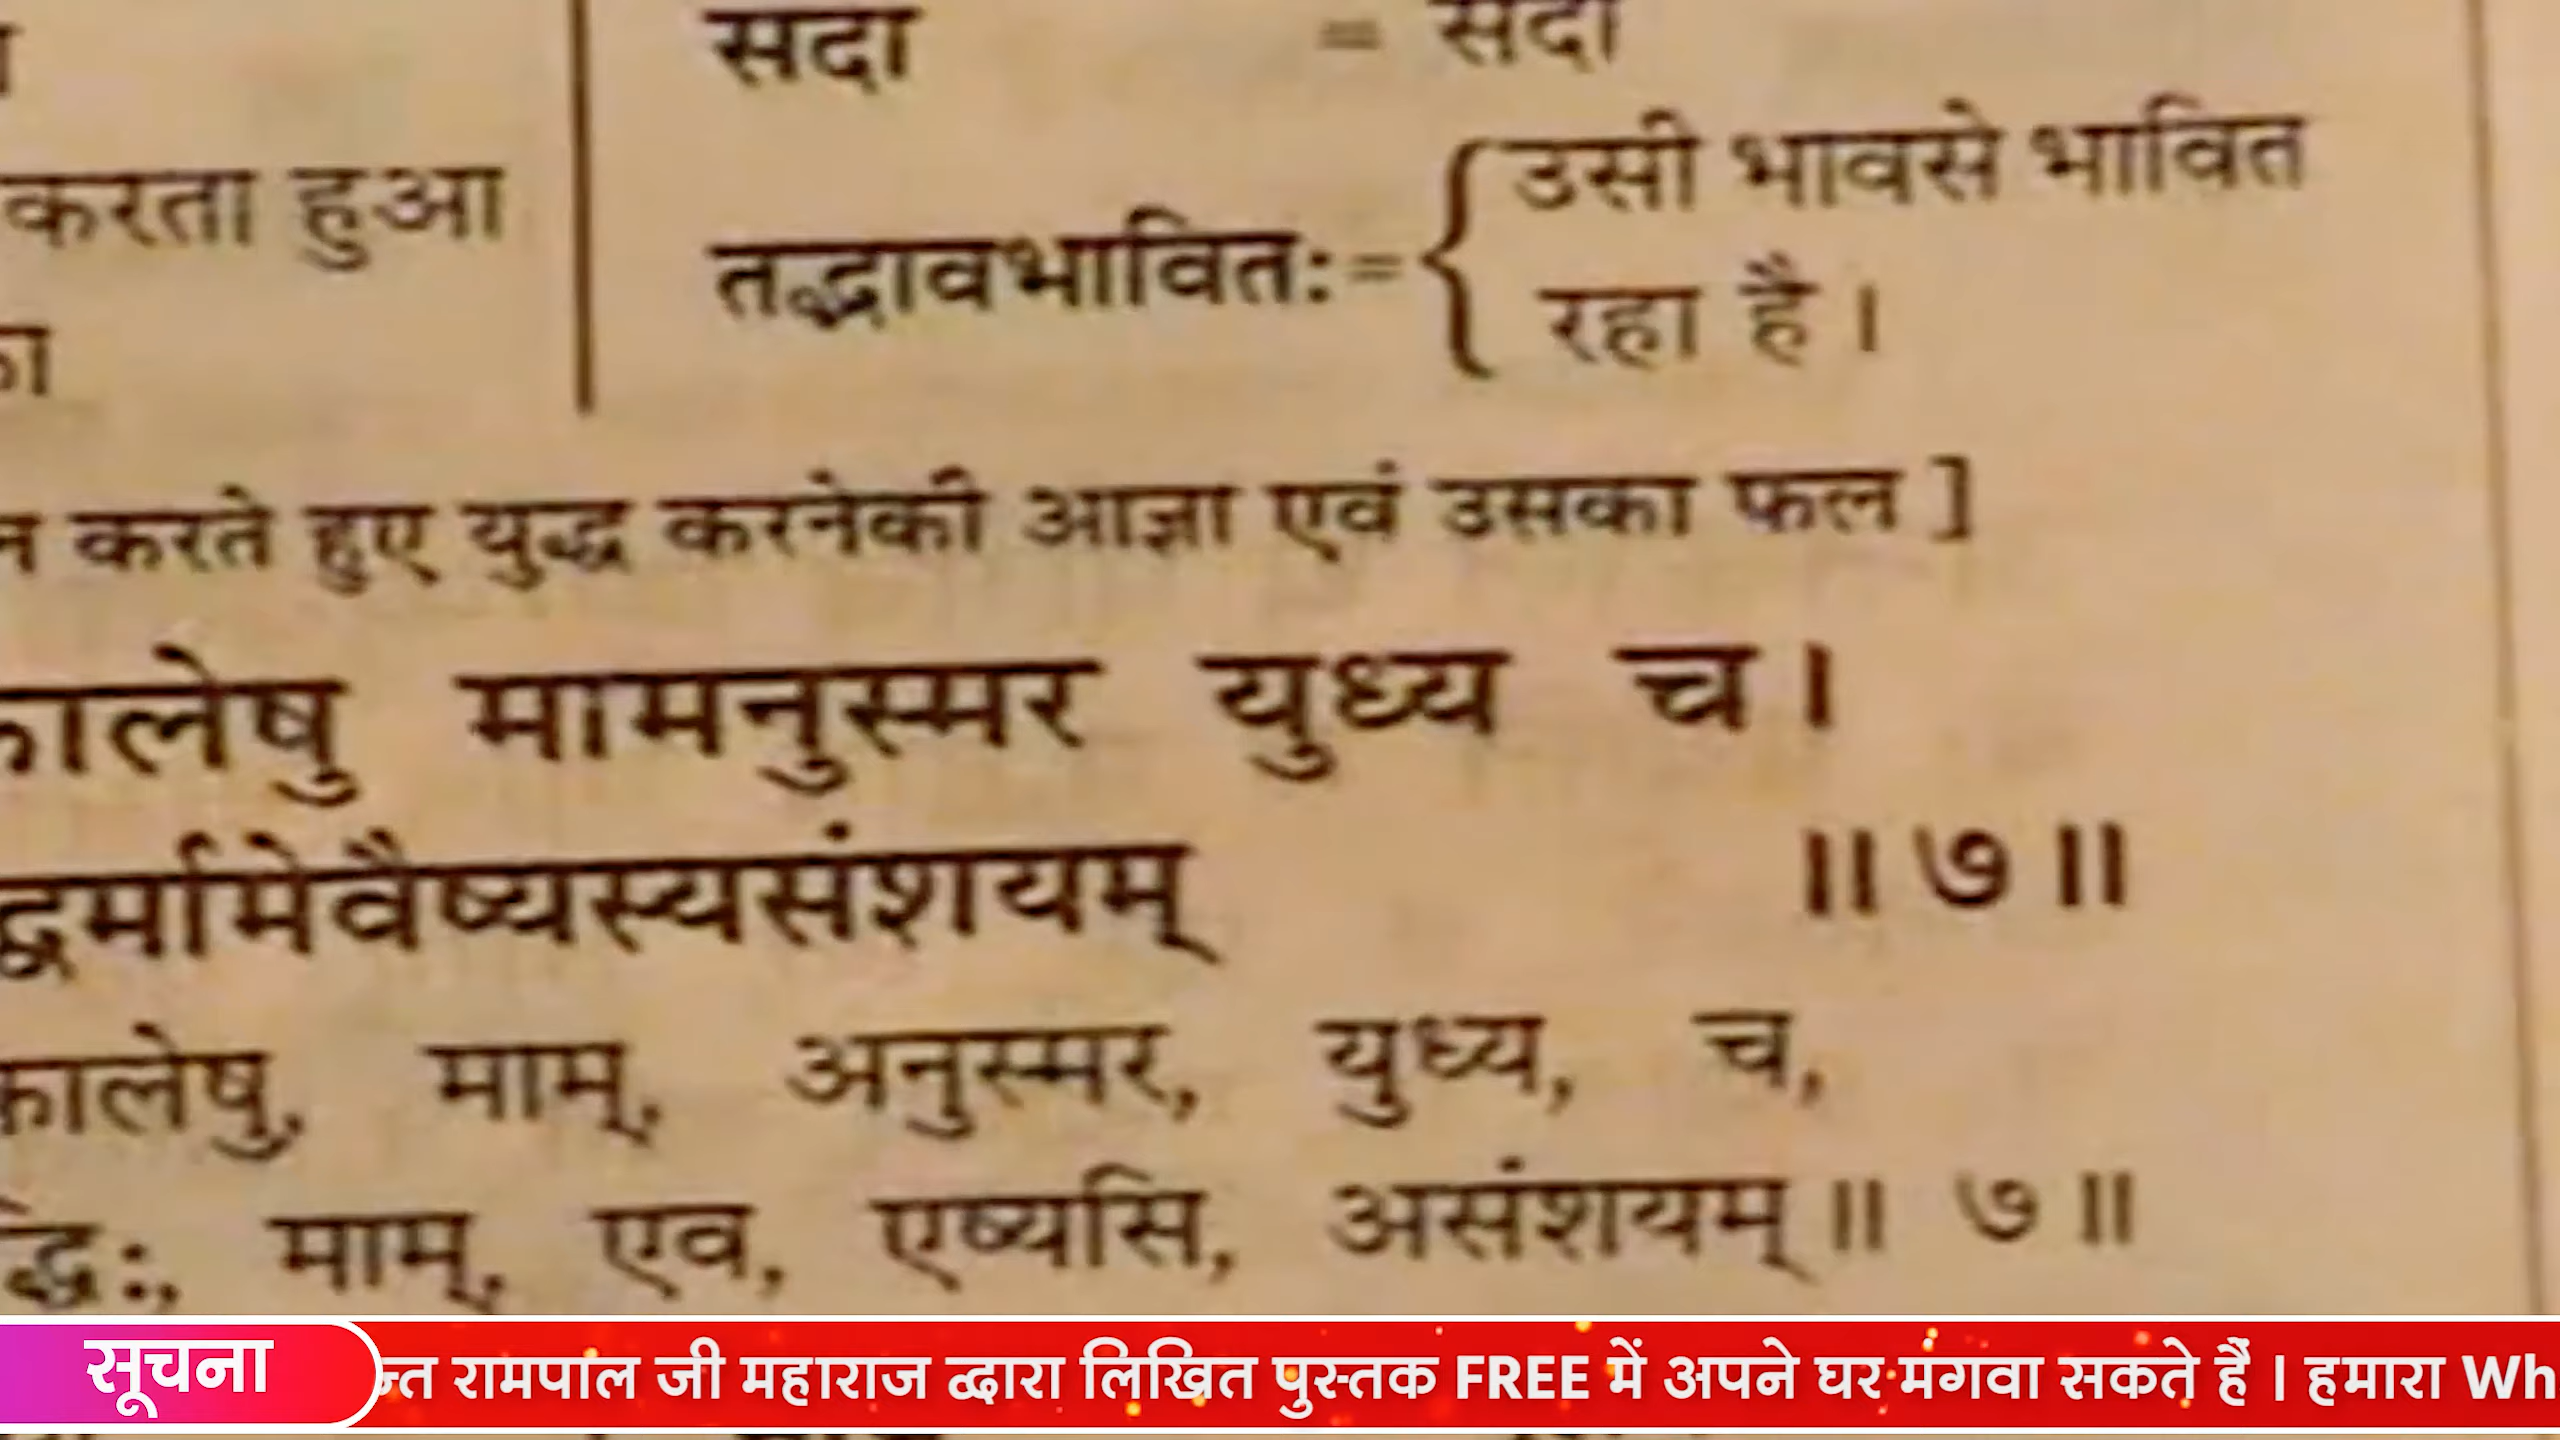 सदा = सदा
करता हुआ
उसी भावसे भावित
तद्भावभावितः=
रहा है।
करते हुए युद्ध करनेकी आज्ञा एवं उसका फल ]
कालेषु मामनुस्मर युध्य च।
र्मामेवैष्यस्यसंशयम् ॥ ७ ॥
कालेषु, माम्, अनुस्मर, युध्य, च,
माम्, एव, एष्यसि, असंशयम् ॥ ७ ॥
सूचना
रामपाल जी महाराज द्वारा लिखित पुस्तक FREE में अपने घर मंगवा सकते हैं । हमारा Wh